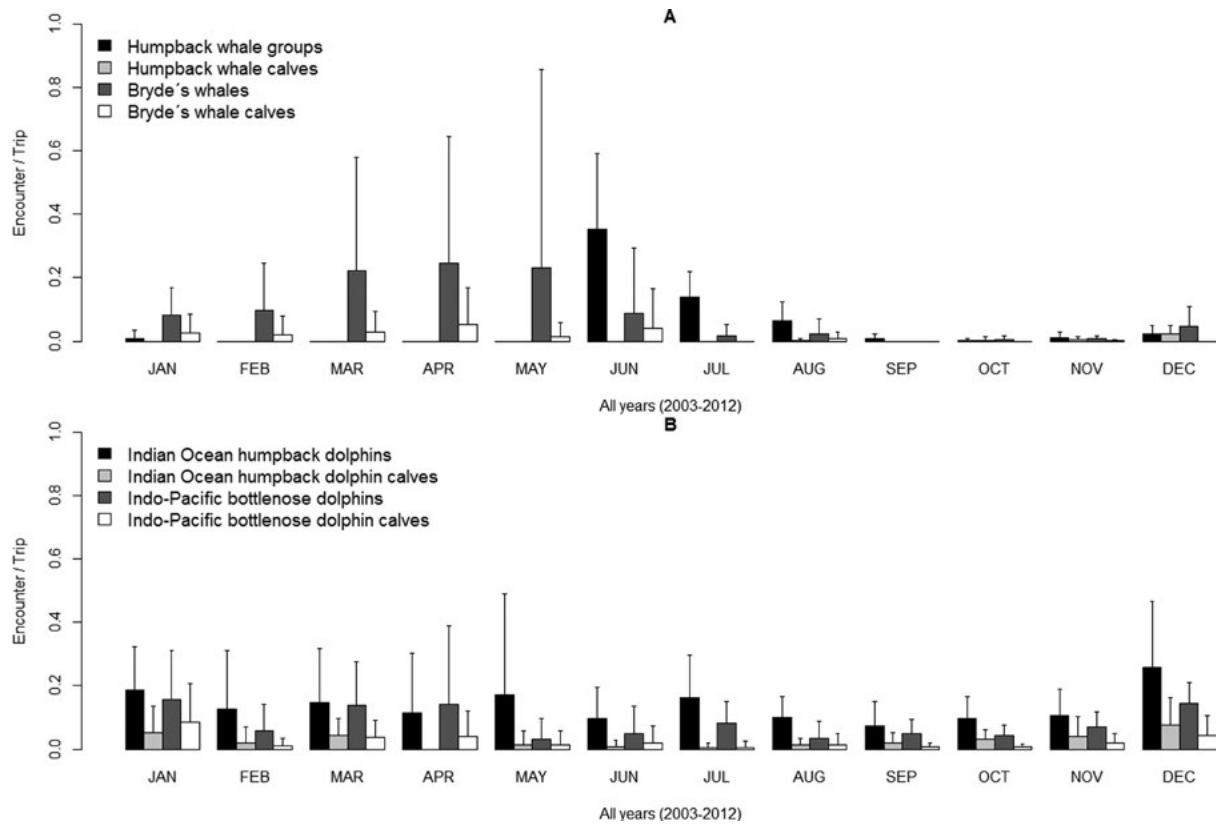 A
Humpback whale groups
Humpback whale calves
Bryde´s whales
Bryde´s whale calves
Encounter / Trip
1.0
0.8
0.6
0.4
0.2
0.0
JAN FEB MAR APR MAY JUN JUL AUG SEP OCT NOV DEC
All years (2003-2012)
B
Indian Ocean humpback dolphins
Indian Ocean humpback dolphin calves
Indo-Pacific bottlenose dolphins
Indo-Pacific bottlenose dolphin calves
Encounter / Trip
1.0
0.8
0.6
0.4
0.2
0.0
JAN FEB MAR APR MAY JUN JUL AUG SEP OCT NOV DEC
All years (2003-2012)